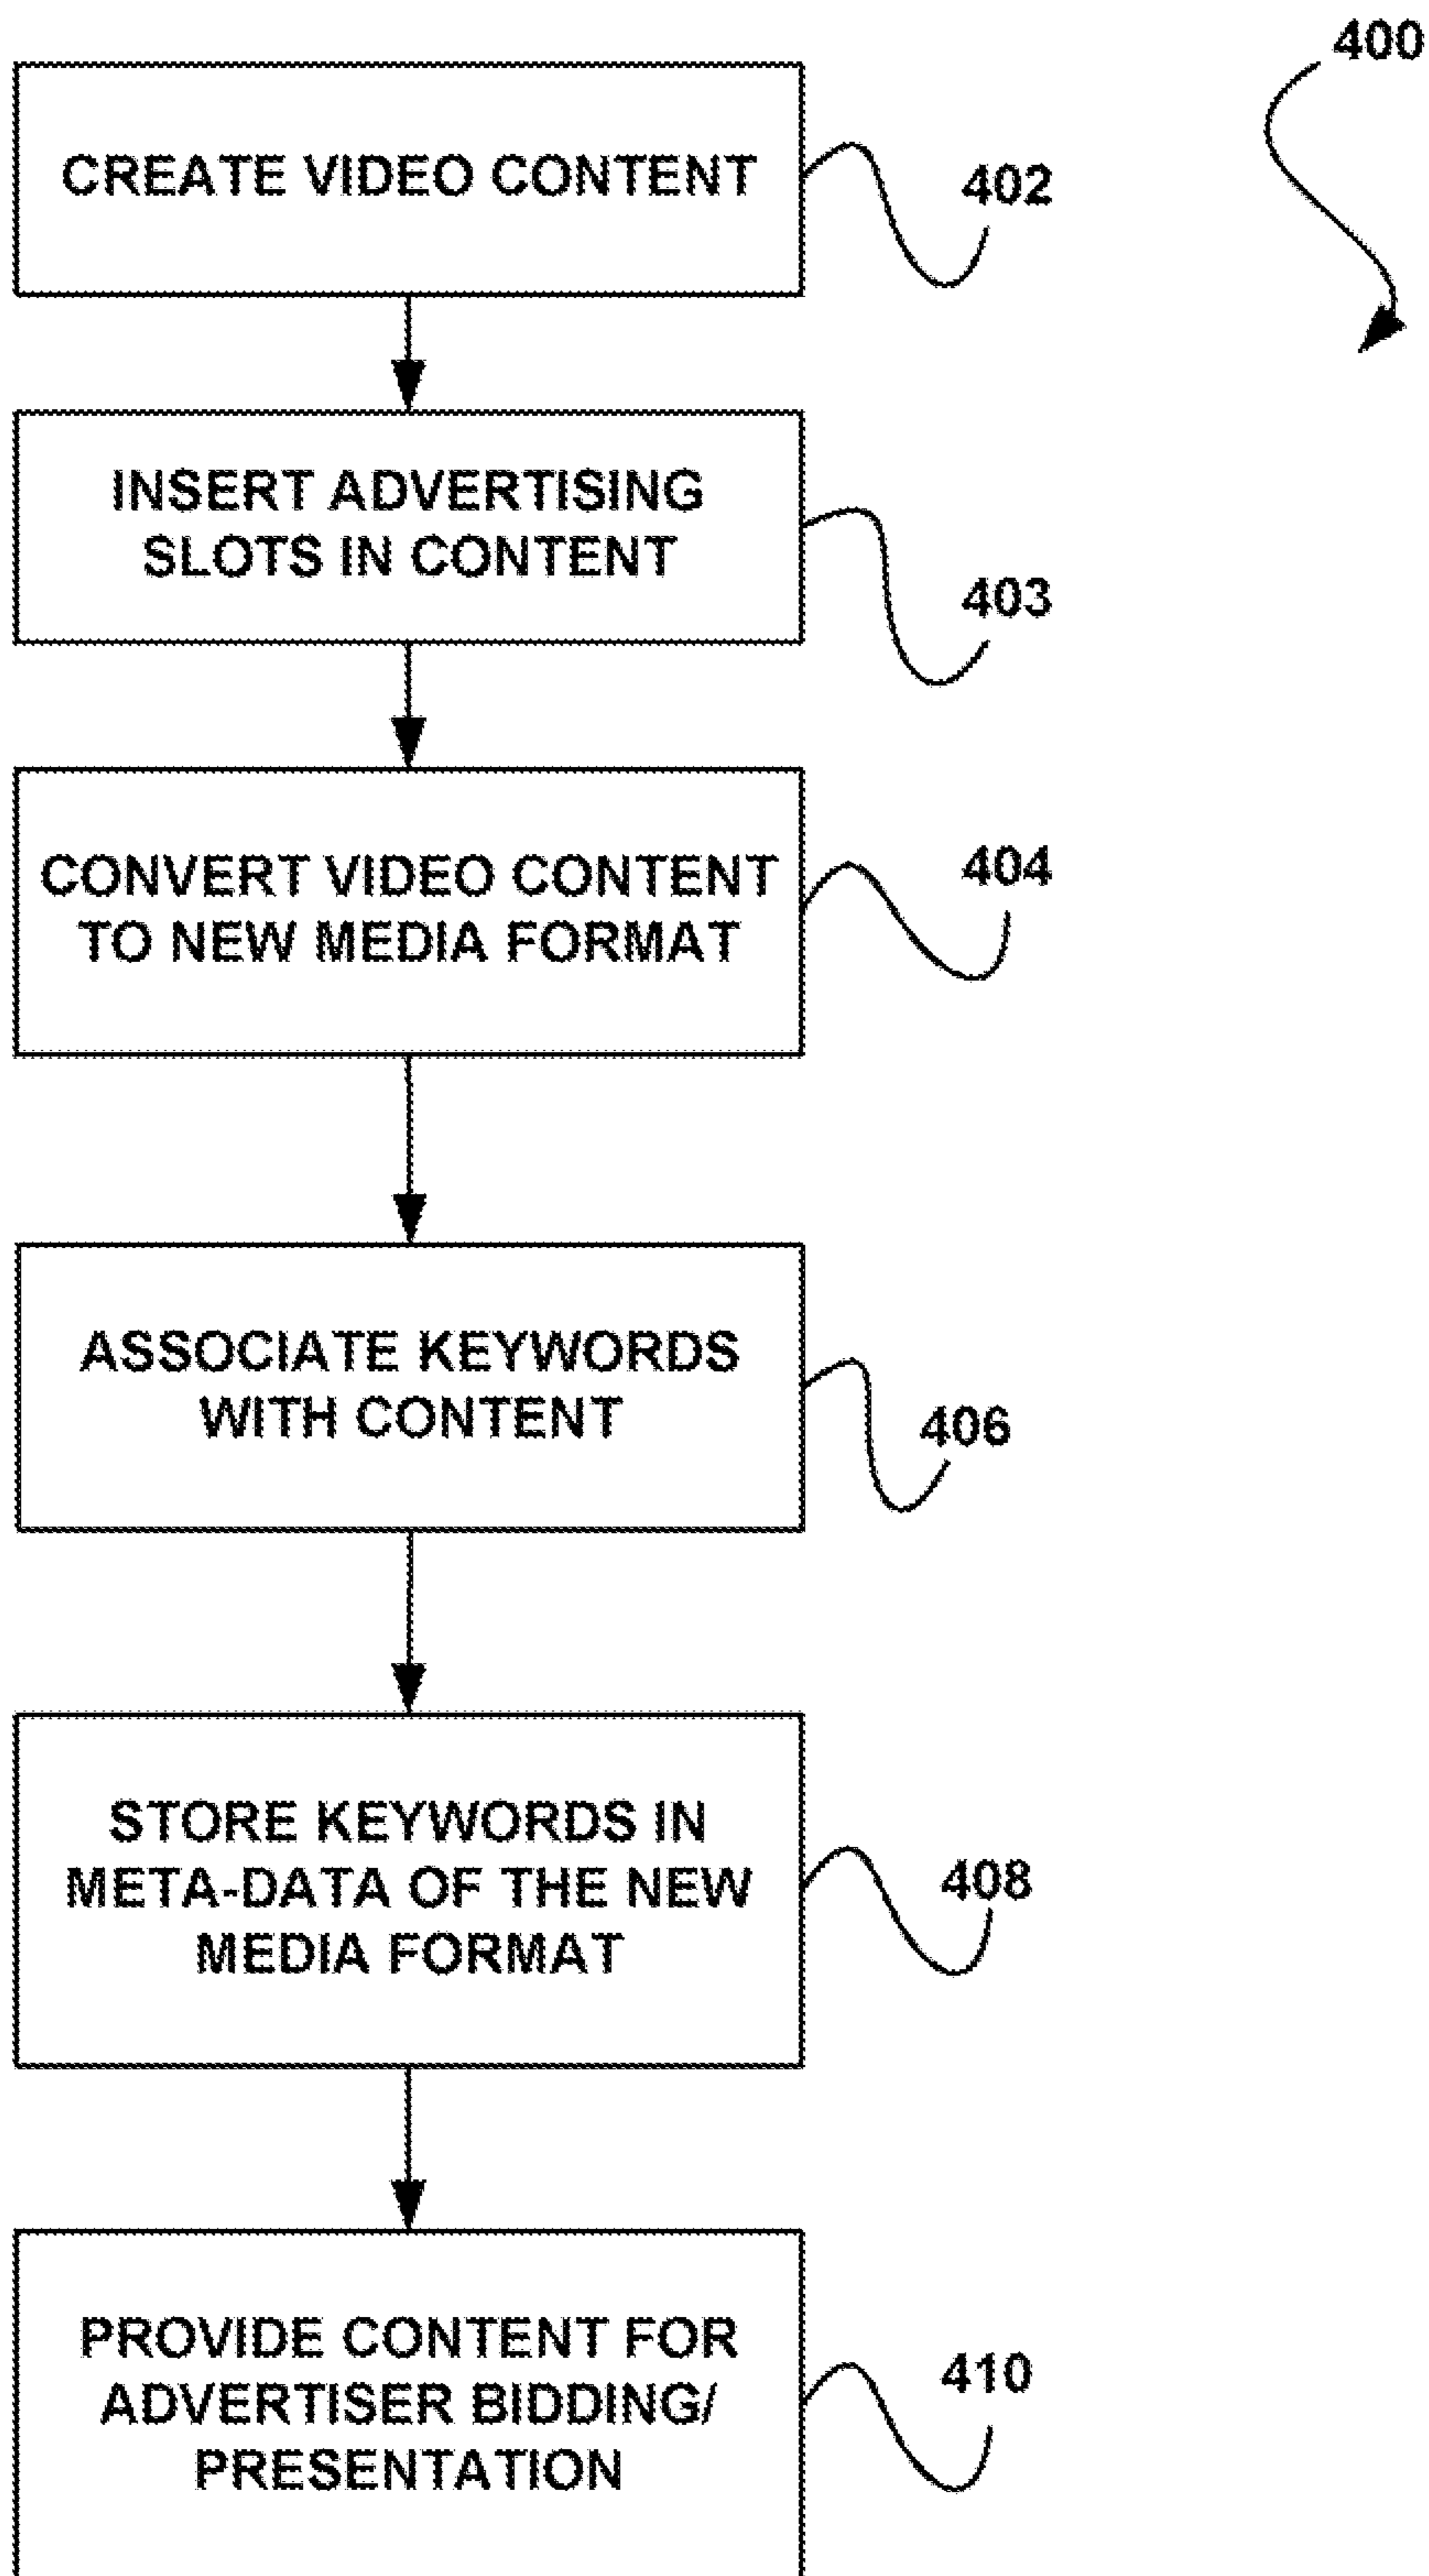 400
CREATE VIDEO CONTENT
402
INSERT ADVERTISING
SLOTS IN CONTENT
403
CONVERT VIDEO CONTENT
TO NEW MEDIA FORMAT
404
ASSOCIATE KEYWORDS
WITH CONTENT
406
STORE KEYWORDS IN
META-DATA OF THE NEW
MEDIA FORMAT
408
PROVIDE CONTENT FOR
ADVERTISER BIDDING/
PRESENTATION
410